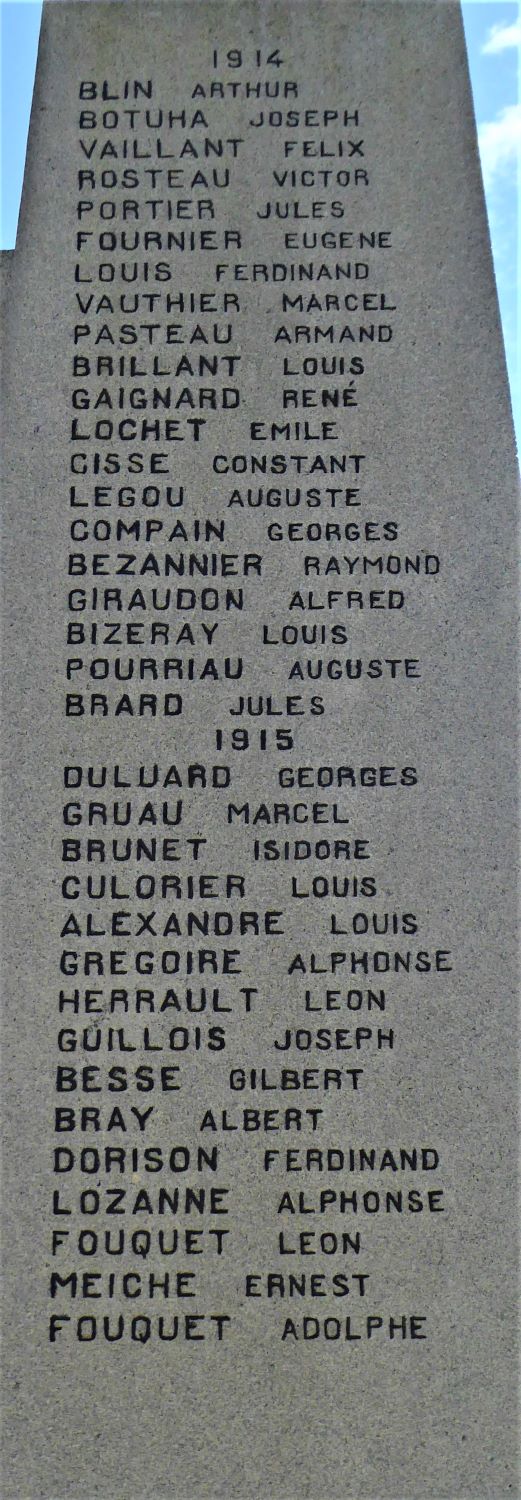 1914
BLIN ARTHUR
BOTUHA JOSEPH
VAILLANT FELIX
ROSTEAU VICTOR
PORTIER JULES
FOURNIER EUGENE
LOUIS FERDINAND
VAUTHIER MARCEL
PASTEAU ARMAND
BRILLANT LOUIS
GAIGNARD RENÉ
LOCHET EMILE
CISSE CONSTANT
LEGOU AUGUSTE
COMPAIN GEORGES
BEZANNIER RAYMOND
GIRAUDON ALFRED
BIZERAY LOUIS
POURRIAU AUGUSTE
BRARD JULES
1915
DULUARD GEORGES
GRUAU MARCEL
BRUNET ISIDORE
CULORIER LOUIS
ALEXANDRE LOUIS
GREGOIRE ALPHONSE
HERRAULT LEON
GUILLOIS JOSEPH
BESSE GILBERT
BRAY ALBERT
DORISON FERDINAND
LOZANNE ALPHONSE
FOUQUET LEON
MEICHE ERNEST
FOUQUET ADOLPHE